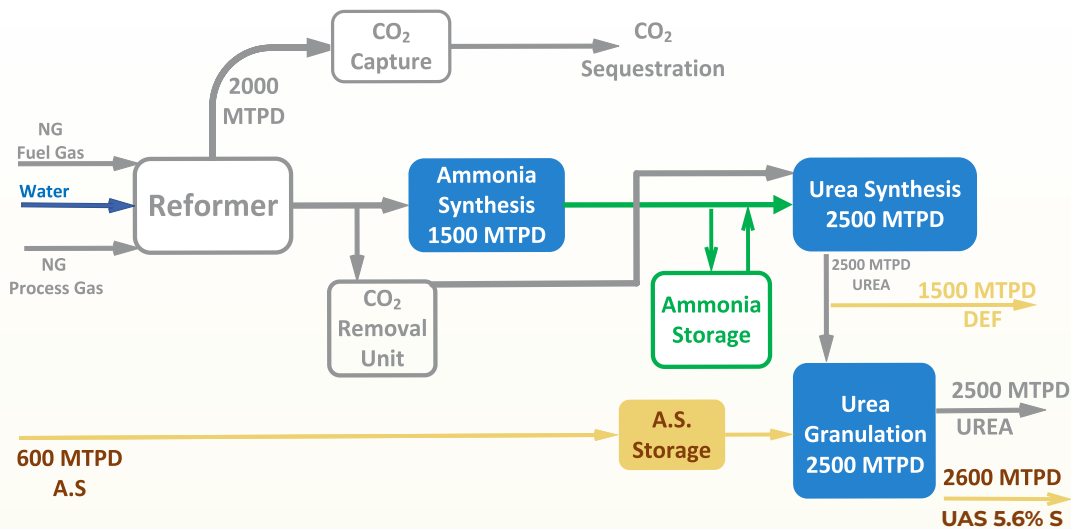 CO₂
Capture
CO₂
Sequestration
2000
MTPD
NG
Fuel Gas
Water
NG
Process Gas
Reformer
Ammonia
Synthesis
1500 MTPD
Urea Synthesis
2500 MTPD
CO₂
Removal
Unit
Ammonia
Storage
2500 MTPD
UREA
1500 MTPD
DEF
600 MTPD
A.S
A.S.
Storage
Urea
Granulation
2500 MTPD
2500 MTPD
UREA
2600 MTPD
UAS 5.6% S